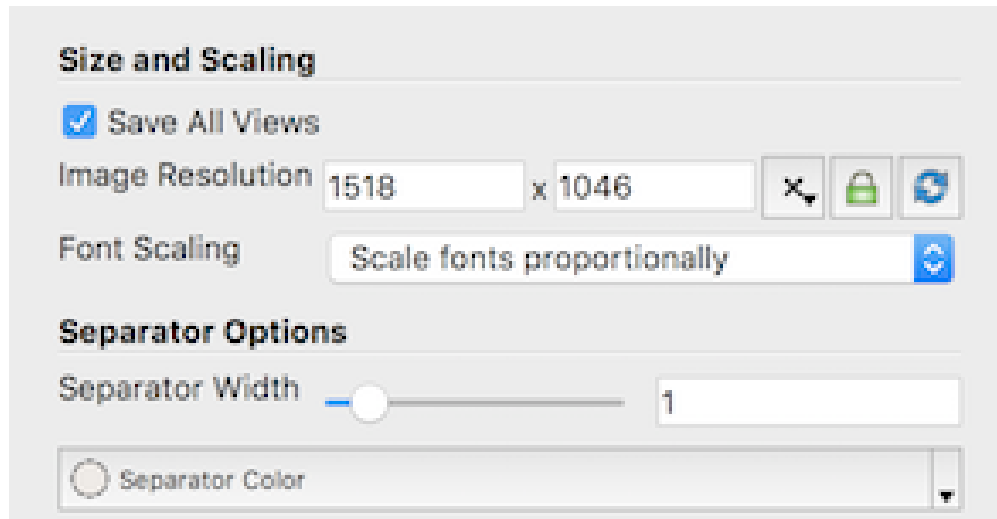 Size and Scaling
Save All Views
Image Resolution 1518 x 1046
Font Scaling Scale fonts proportionally
Separator Options
Separator Width 1
Separator Color